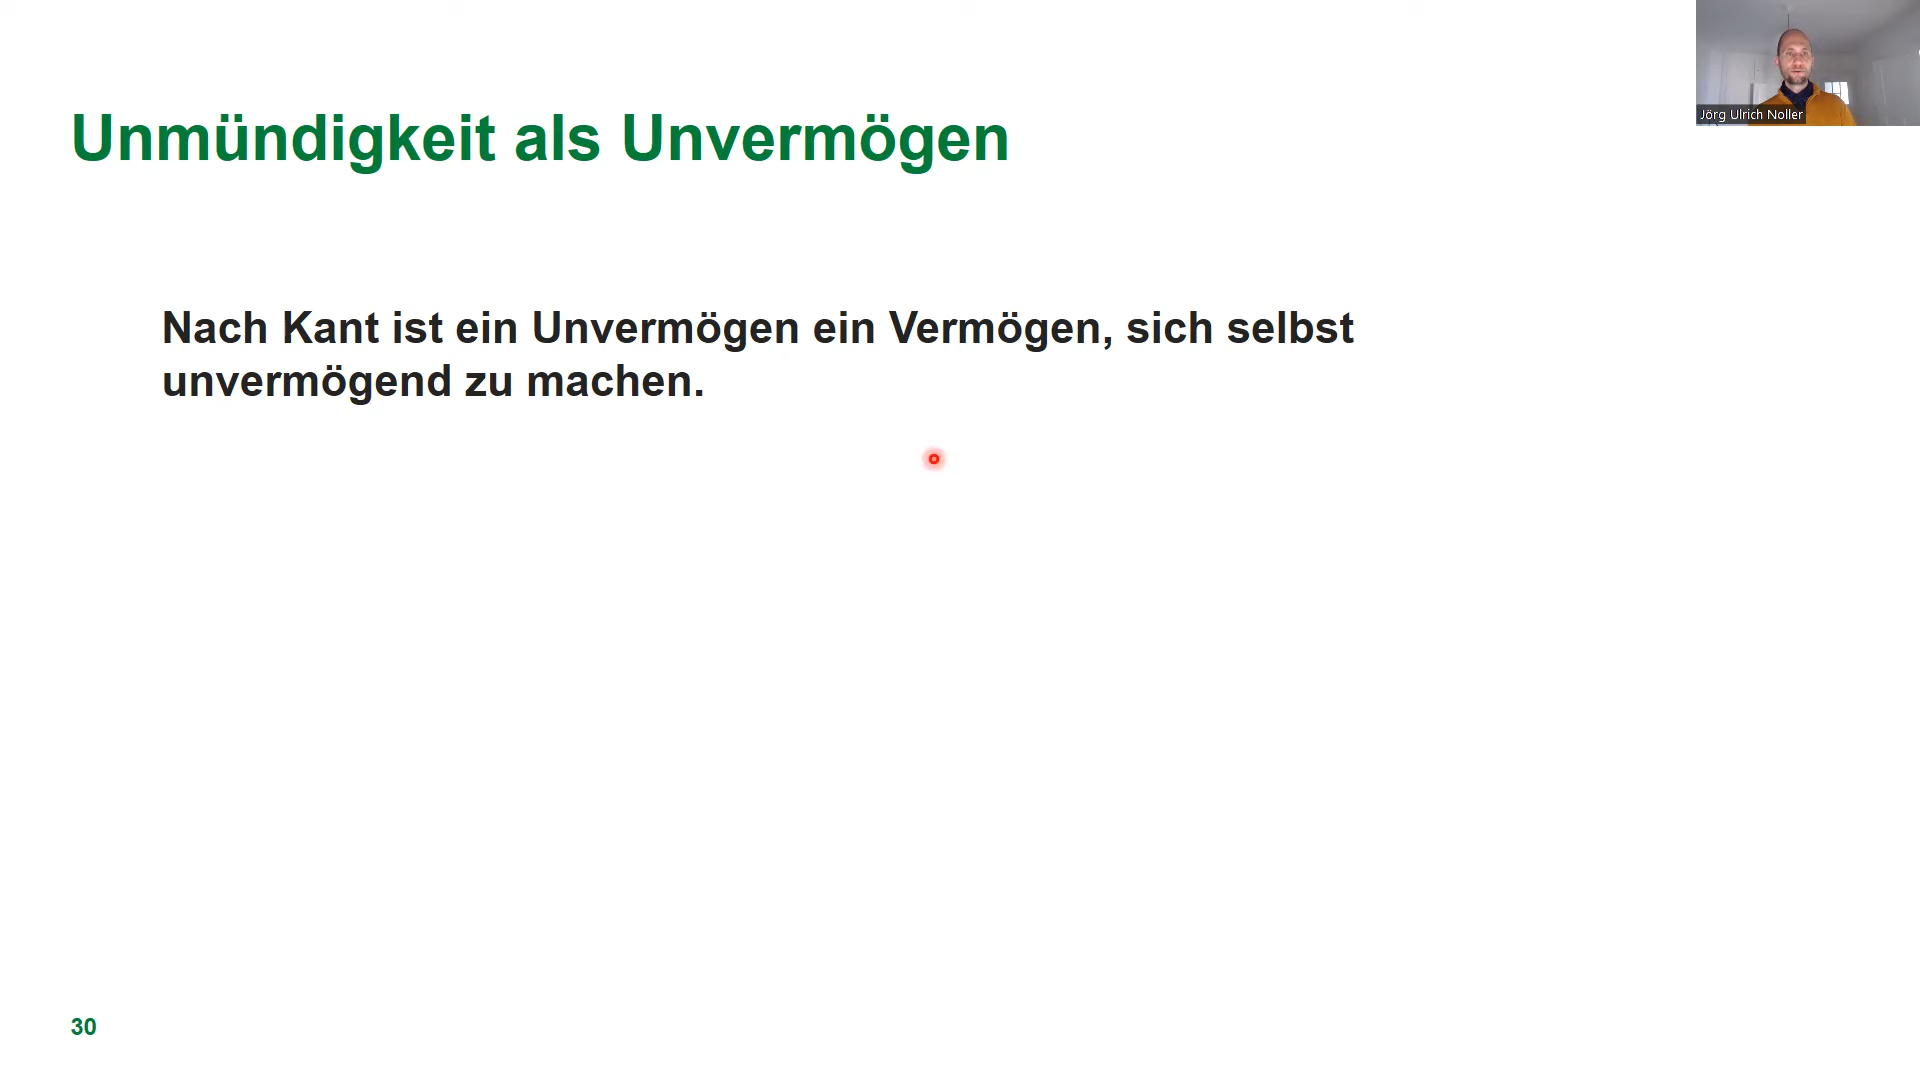 Jörg Ulrich Noller
Unmündigkeit als Unvermögen
Nach Kant ist ein Unvermögen ein Vermögen, sich selbst
unvermögend zu machen.
30